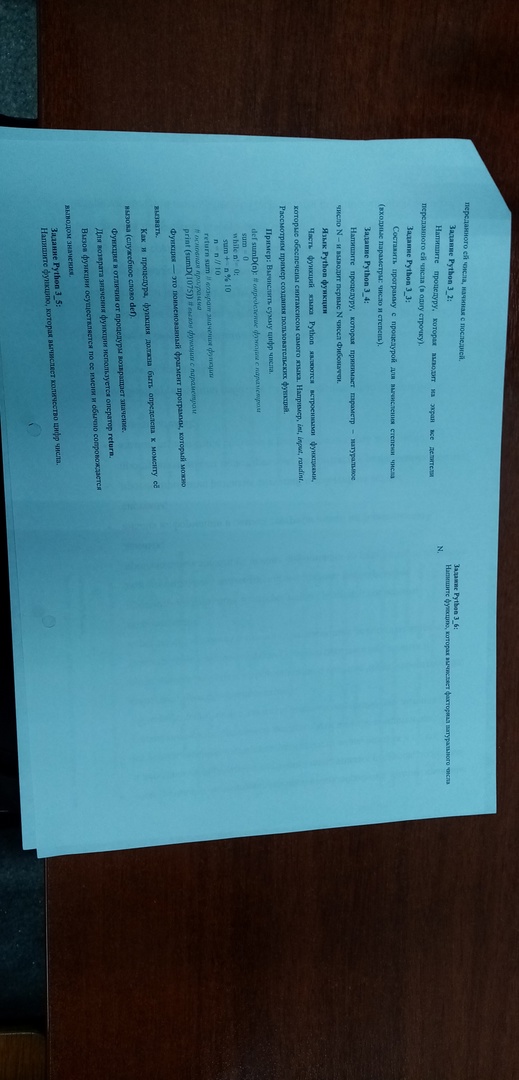 переданного ей числа, начиная с последней.
Задание Python 3_2:
Напишите процедуру, которая выводит на экран все делители
переданного ей числа (в одну строчку).
Задание Python 3_3:
Составить программу с процедурой для вычисления степени числа
(входные параметры: число и степень).
Задание Python 3_4:
Напишите процедуру, которая принимает параметр – натуральное
число N – и выводит первые N чисел Фибоначчи.
Язык Python функции
Часть функций языка Python являются встроенными функциями,
которые обеспечены синтаксисом самого языка. Например, int, input, randint.
Рассмотрим пример создания пользовательских функций.
Пример: Вычислить сумму цифр числа.
def sumD(n): # определение функции с параметром
sum = 0
while n!= 0:
sum += n % 10
n = n // 10
return sum # возврат значения функции
# основная программа
print (sumD(1075)) # вызов функции с параметром
Функция — это поименованный фрагмент программы, который можно
вызвать.
Как и процедура, функция должна быть определена к моменту её
вызова (служебное слово def).
Функция в отличии от процедуры возвращает значение.
Для возврата значения функции используется оператор return.
Вызов функции осуществляется по ее имени и обычно сопровождается
выводом значения.
Задание Python 3_5:
Напишите функцию, которая вычисляет количество цифр числа.
Задание Python 3_6:
Напишите функцию, которая вычисляет факториал натурального числа
N.